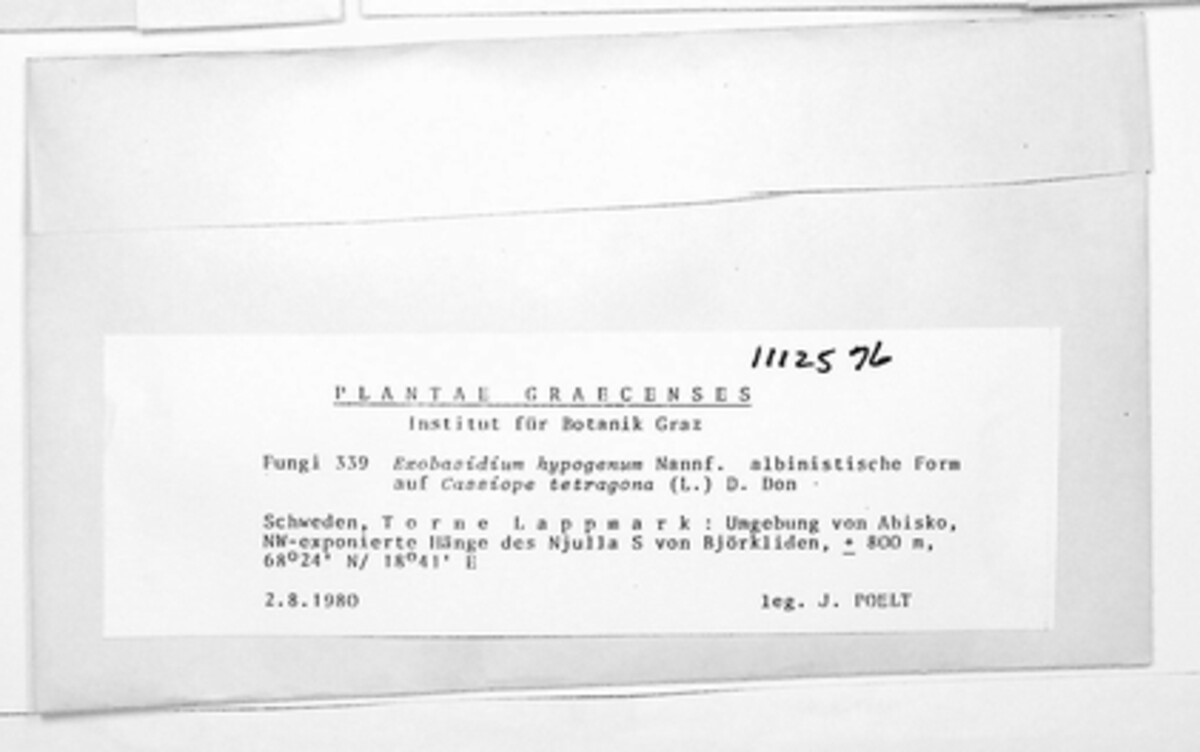 11125 76
PLANTAE GRAECENSES
Institut für Botanik Graz
Fungi 339 Exobasidium hypogenum Nannf. albinistische Form
auf Cassiope tetragona (L.) D. Don
Schweden, Torne Lappmark: Umgebung von Abisko,
NW-exponierte Hänge des Njulla S von Björkliden, ± 800 m,
68°24' N/ 18°41' E
2.8.1980 leg. J. POELT